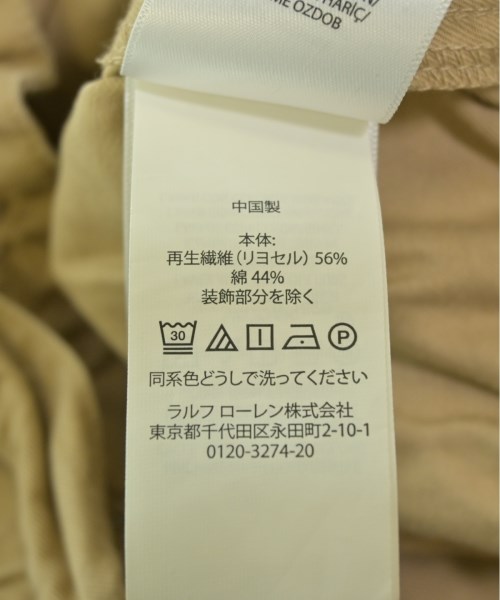 HARİÇ/
ME OZDOB
中国製
本体:
再生繊維(リヨセル) 56%
綿 44%
装飾部分を除く
30 P
同系色どうしで洗ってください
ラルフ ローレン株式会社
東京都千代田区永田町2-10-1
0120-3274-20